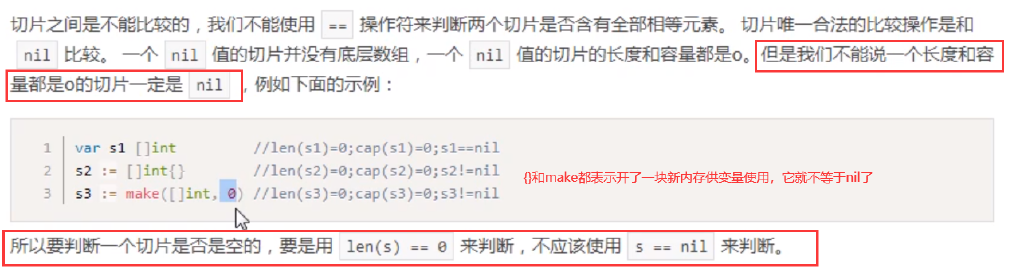 切片之间是不能比较的，我们不能使用 == 操作符来判断两个切片是否含有全部相等元素。 切片唯一合法的比较操作是和
nil 比较。 一个 nil 值的切片并没有底层数组，一个 nil 值的切片的长度和容量都是0。但是我们不能说一个长度和容
量都是0的切片一定是 nil ，例如下面的示例：
1 var s1 []int //len(s1)=0;cap(s1)=0;s1==nil
2 s2 := []int{} //len(s2)=0;cap(s2)=0;s2!=nil
3 s3 := make([]int, 0) //len(s3)=0;cap(s3)=0;s3!=nil
{}和make都表示开了一块新内存供变量使用，它就不等于nil了
所以要判断一个切片是否是空的，要是用 len(s) == 0 来判断，不应该使用 s == nil 来判断。